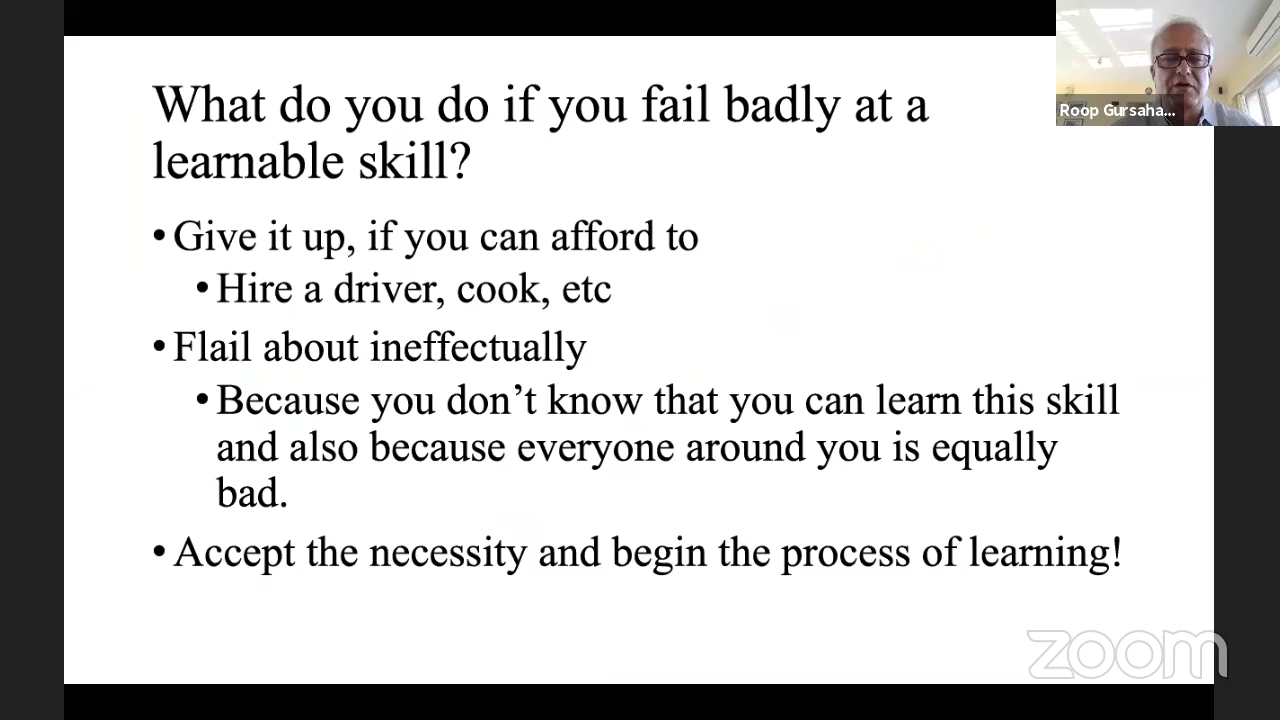 What do you do if you fail badly at a
learnable skill?
• Give it up, if you can afford to
• Hire a driver, cook, etc
• Flail about ineffectually
• Because you don’t know that you can learn this skill
and also because everyone around you is equally
bad.
• Accept the necessity and begin the process of learning!
Roop Gursaha...
zoom